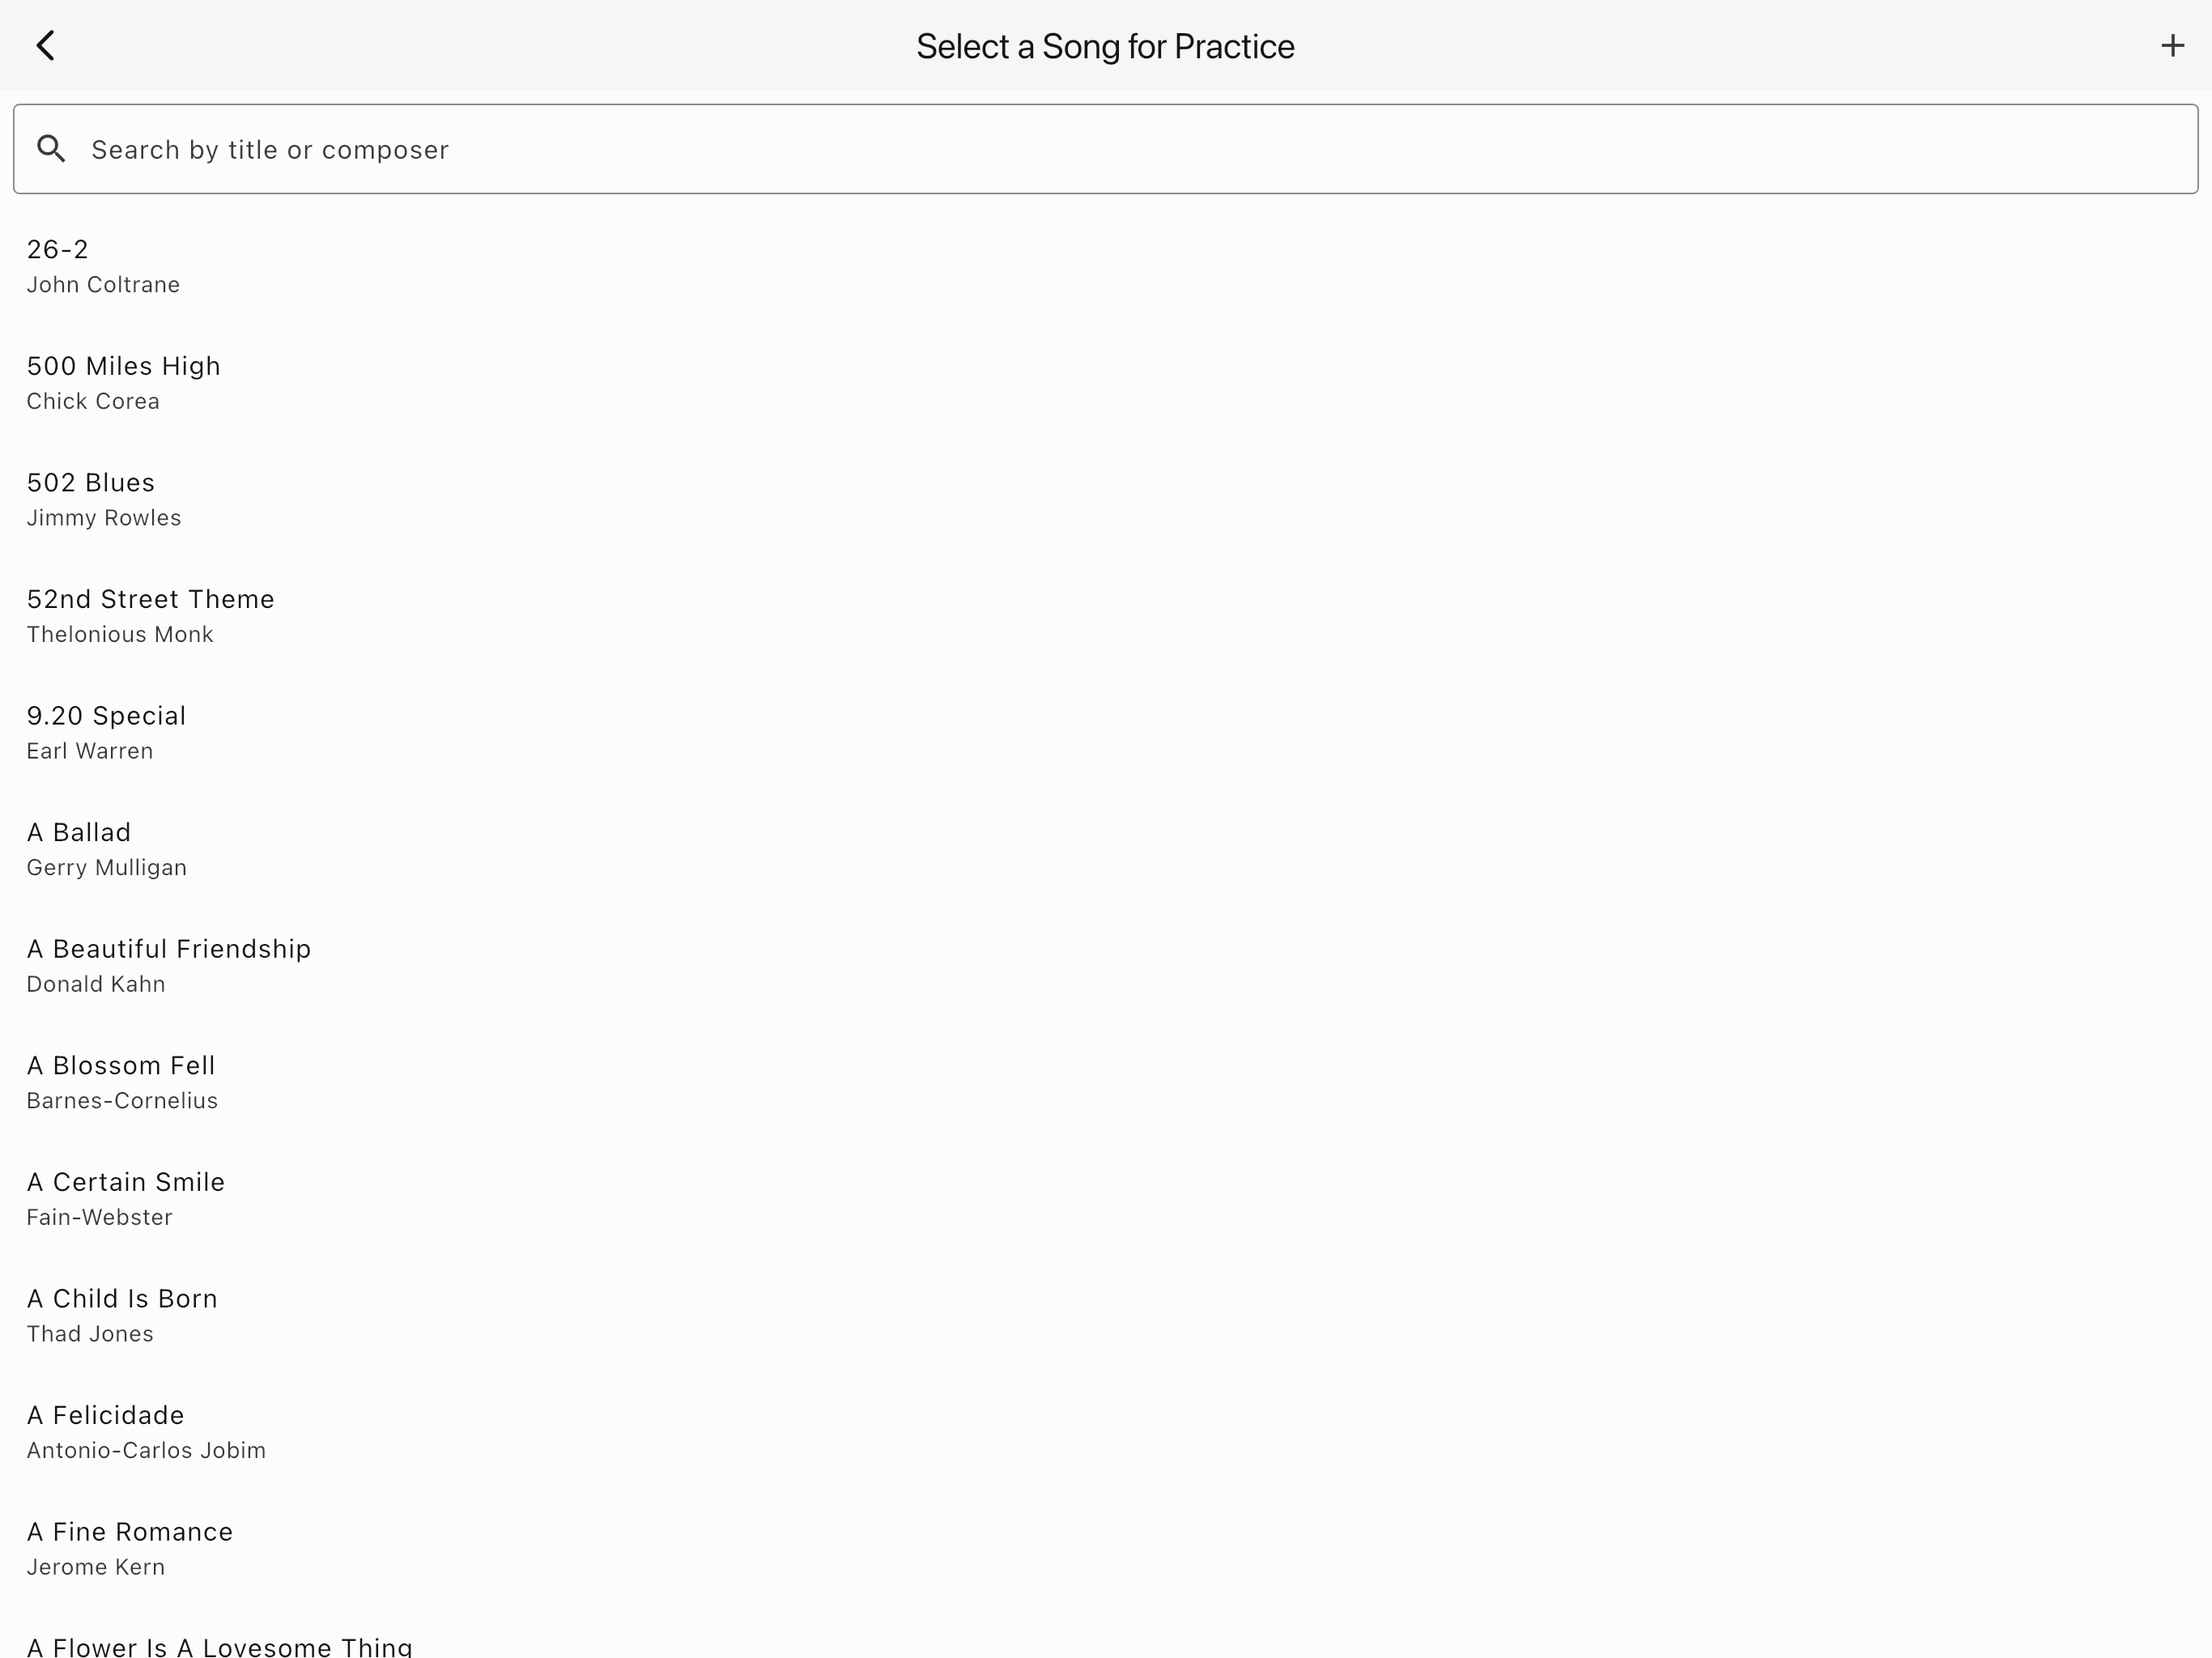 Select a Song for Practice
Search by title or composer
26-2
John Coltrane
500 Miles High
Chick Corea
502 Blues
Jimmy Rowles
52nd Street Theme
Thelonious Monk
9.20 Special
Earl Warren
A Ballad
Gerry Mulligan
A Beautiful Friendship
Donald Kahn
A Blossom Fell
Barnes-Cornelius
A Certain Smile
Fain-Webster
A Child Is Born
Thad Jones
A Felicidade
Antonio-Carlos Jobim
A Fine Romance
Jerome Kern
A Flower Is A Lovesome Thing